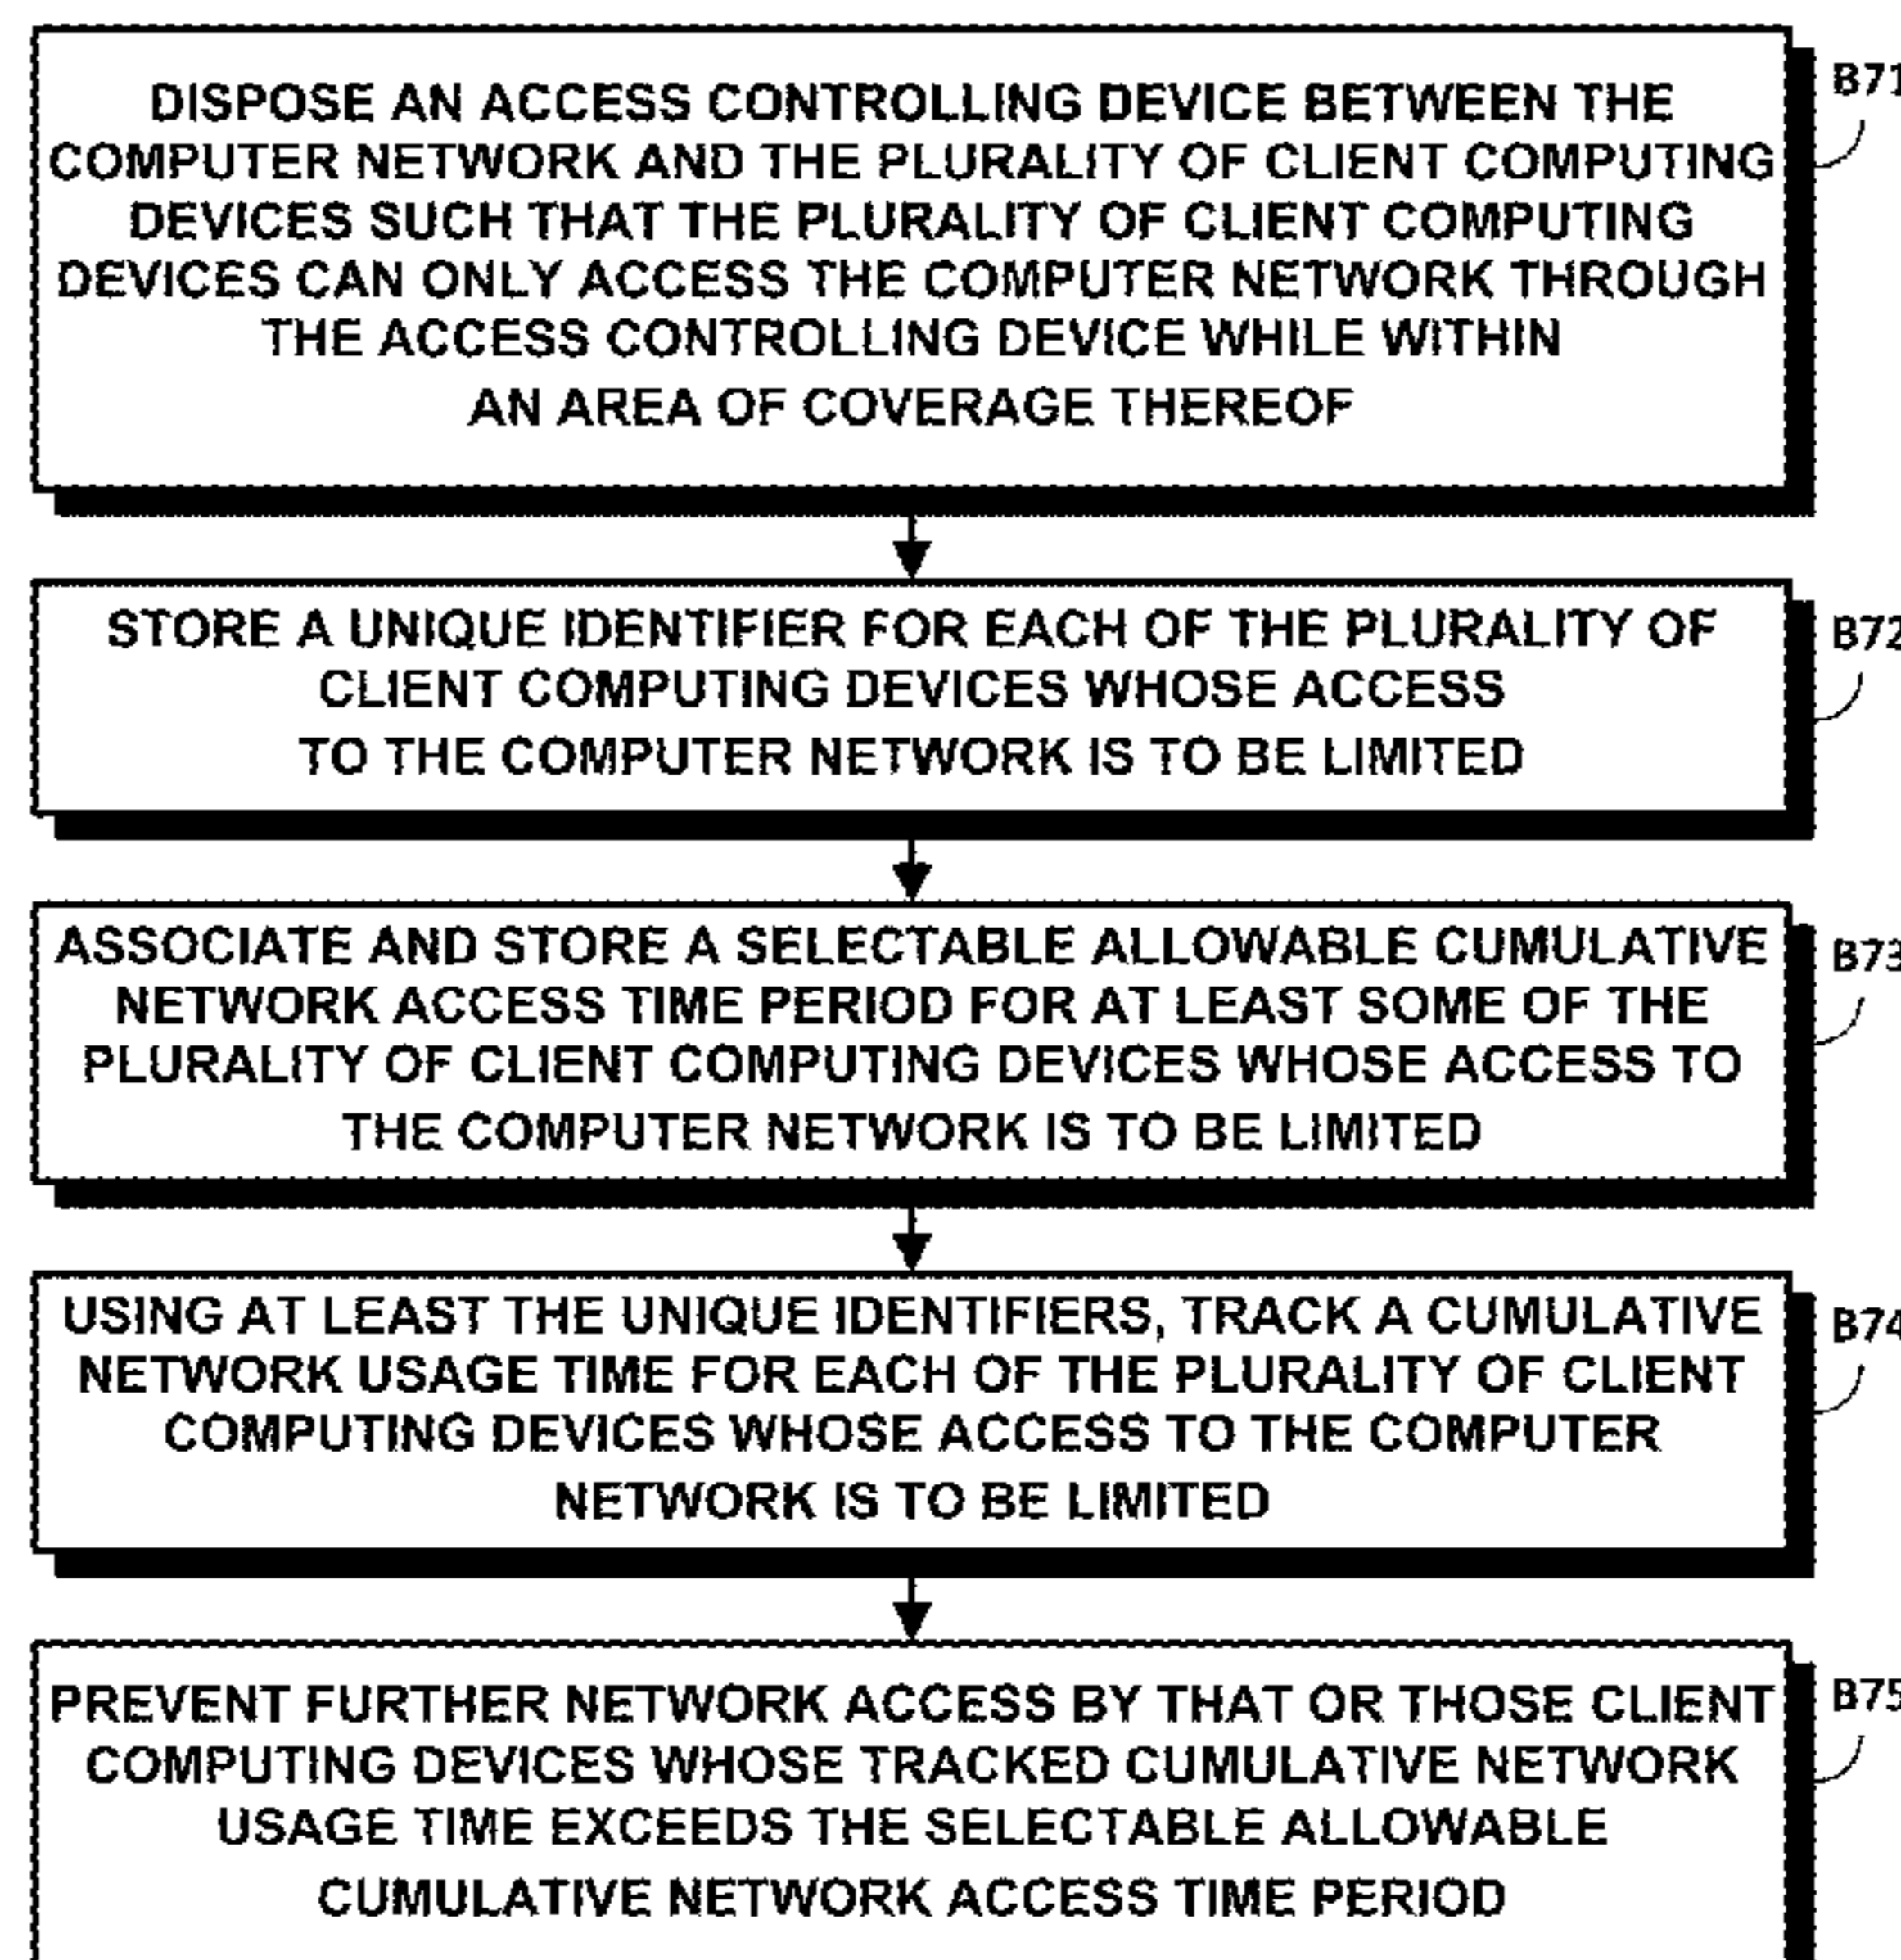 DISPOSE AN ACCESS CONTROLLING DEVICE BETWEEN THE
COMPUTER NETWORK AND THE PLURALITY OF CLIENT COMPUTING
DEVICES SUCH THAT THE PLURALITY OF CLIENT COMPUTING
DEVICES CAN ONLY ACCESS THE COMPUTER NETWORK THROUGH
THE ACCESS CONTROLLING DEVICE WHILE WITHIN
AN AREA OF COVERAGE THEREOF
B71
STORE A UNIQUE IDENTIFIER FOR EACH OF THE PLURALITY OF
CLIENT COMPUTING DEVICES WHOSE ACCESS
TO THE COMPUTER NETWORK IS TO BE LIMITED
B72
ASSOCIATE AND STORE A SELECTABLE ALLOWABLE CUMULATIVE
NETWORK ACCESS TIME PERIOD FOR AT LEAST SOME OF THE
PLURALITY OF CLIENT COMPUTING DEVICES WHOSE ACCESS TO
THE COMPUTER NETWORK IS TO BE LIMITED
B73
USING AT LEAST THE UNIQUE IDENTIFIERS, TRACK A CUMULATIVE
NETWORK USAGE TIME FOR EACH OF THE PLURALITY OF CLIENT
COMPUTING DEVICES WHOSE ACCESS TO THE COMPUTER
NETWORK IS TO BE LIMITED
B74
PREVENT FURTHER NETWORK ACCESS BY THAT OR THOSE CLIENT
COMPUTING DEVICES WHOSE TRACKED CUMULATIVE NETWORK
USAGE TIME EXCEEDS THE SELECTABLE ALLOWABLE
CUMULATIVE NETWORK ACCESS TIME PERIOD
B75